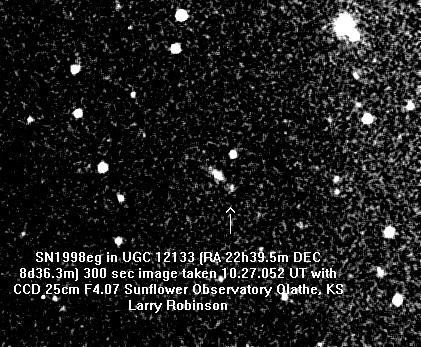 SN1998eg in UGC 12133 (RA 22h39.5m DEC
8d36.3m) 300 sec image taken 10.27.052 UT with
CCD 25cm F4.07 Sunflower Observatory Olathe, KS
Larry Robinson